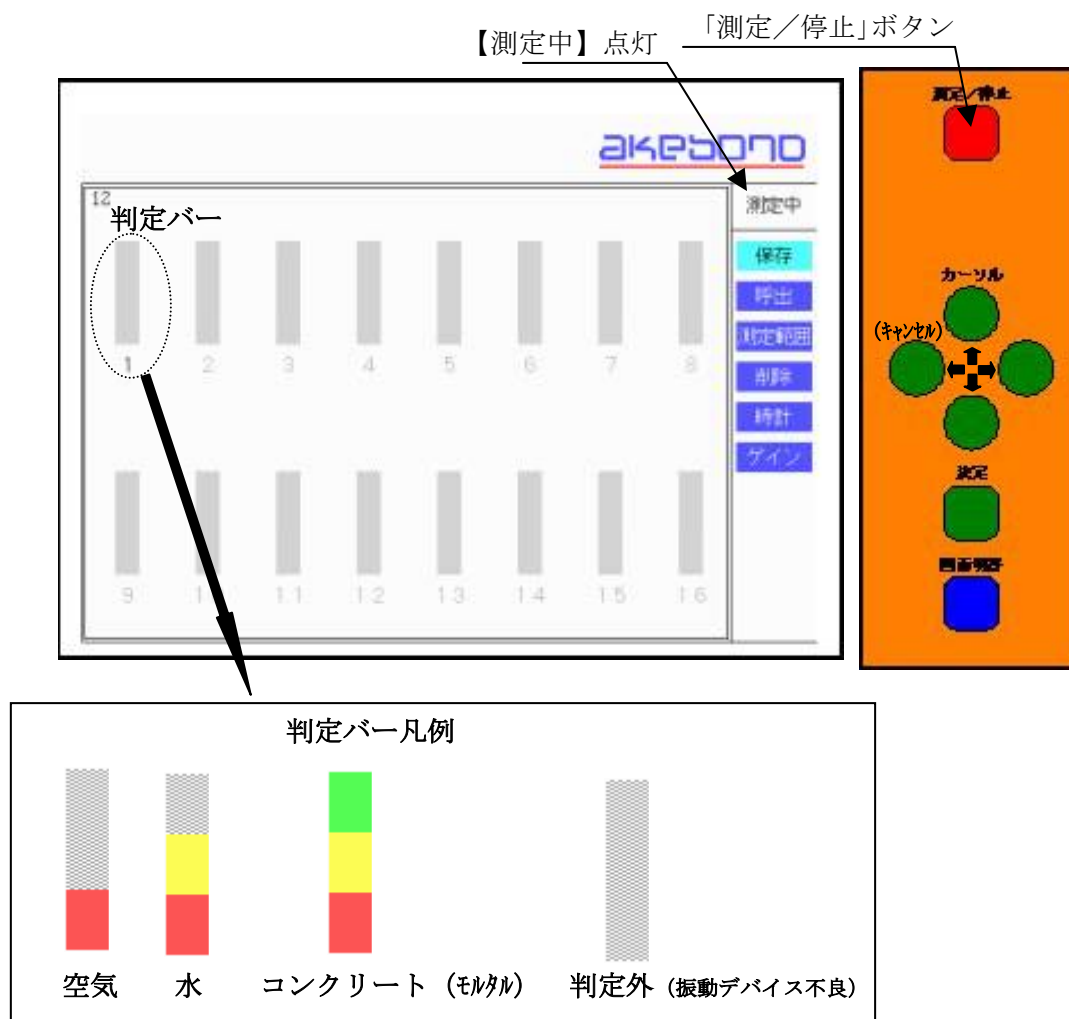 【測定中】点灯
「測定／停止」ボタン
akebono
12
判定バー
測定中
保存
呼出
測定範囲
削除
時計
ゲイン
1 2 3 4 5 6 7 8
9 1 11 12 13 14 15 16
測定／停止
カーソル
(ｷｬﾝｾﾙ)
決定
画面切替
判定バー凡例
空気 水 コンクリート（ﾓﾙﾀﾙ） 判定外（振動デバイス不良）